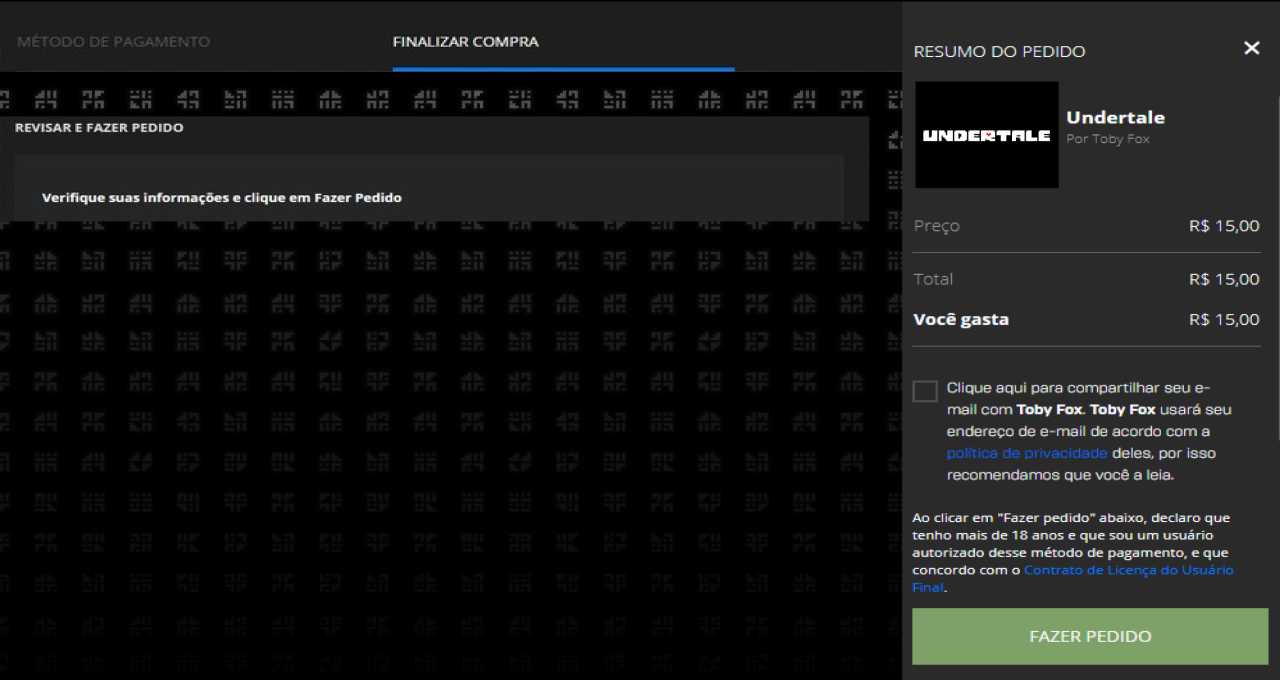 MÉTODO DE PAGAMENTO
FINALIZAR COMPRA
REVISAR E FAZER PEDIDO
Verifique suas informações e clique em Fazer Pedido
RESUMO DO PEDIDO
UNDERTALE
Undertale
Por Toby Fox
Preço R$ 15,00
Total R$ 15,00
Você gasta R$ 15,00
Clique aqui para compartilhar seu e-
mail com Toby Fox. Toby Fox usará seu
endereço de e-mail de acordo com a
política de privacidade deles, por isso
recomendamos que você a leia.
Ao clicar em "Fazer pedido" abaixo, declaro que
tenho mais de 18 anos e que sou um usuário
autorizado desse método de pagamento, e que
concordo com o Contrato de Licença do Usuário
Final.
FAZER PEDIDO